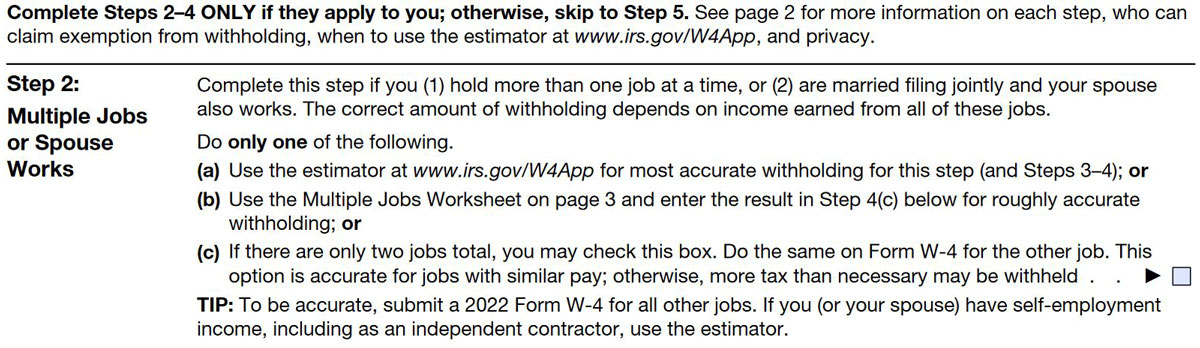 Complete Steps 2–4 ONLY if they apply to you; otherwise, skip to Step 5. See page 2 for more information on each step, who can
claim exemption from withholding, when to use the estimator at www.irs.gov/W4App, and privacy.
Step 2:
Multiple Jobs
or Spouse
Works
Complete this step if you (1) hold more than one job at a time, or (2) are married filing jointly and your spouse
also works. The correct amount of withholding depends on income earned from all of these jobs.
Do only one of the following.
(a) Use the estimator at www.irs.gov/W4App for most accurate withholding for this step (and Steps 3–4); or
(b) Use the Multiple Jobs Worksheet on page 3 and enter the result in Step 4(c) below for roughly accurate
withholding; or
(c) If there are only two jobs total, you may check this box. Do the same on Form W-4 for the other job. This
option is accurate for jobs with similar pay; otherwise, more tax than necessary may be withheld . . ▶
TIP: To be accurate, submit a 2022 Form W-4 for all other jobs. If you (or your spouse) have self-employment
income, including as an independent contractor, use the estimator.